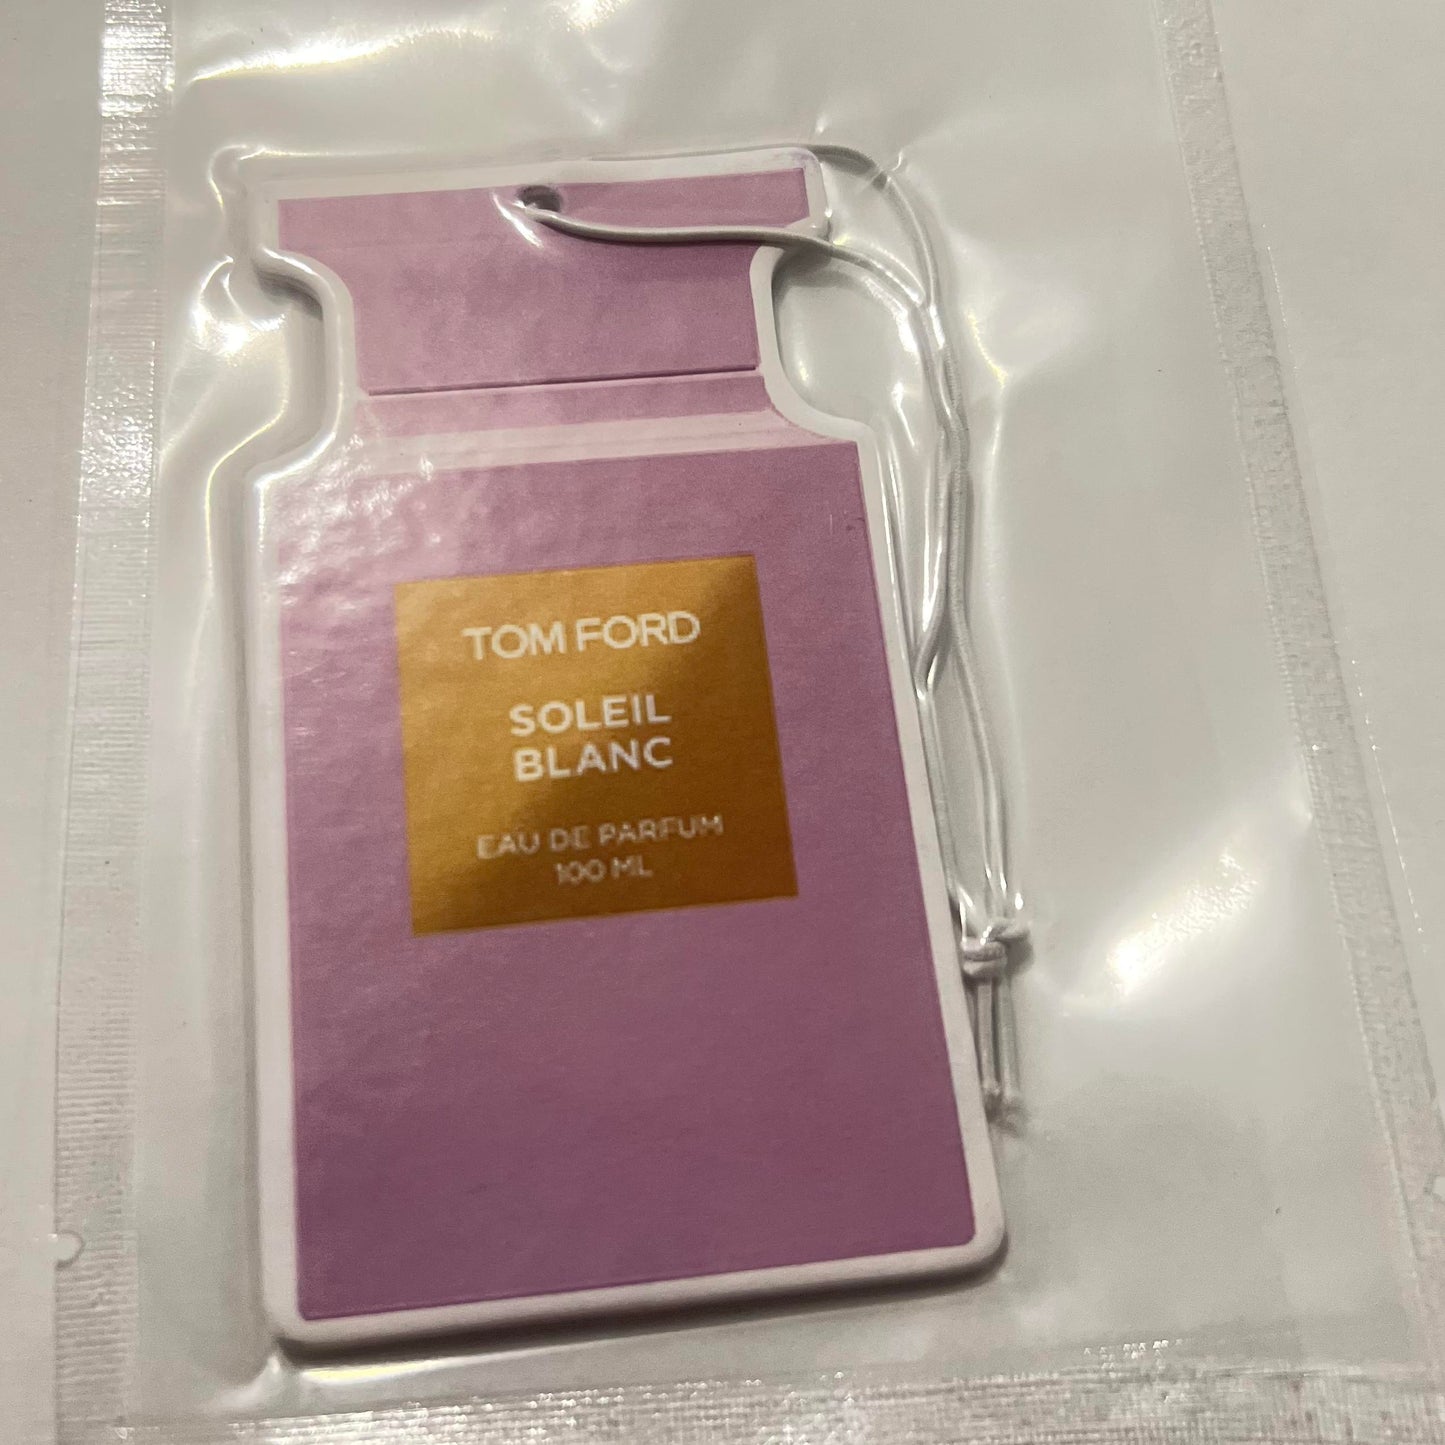 TOM FORD
SOLEIL
BLANC
EAU DE PARFUM
100 ML